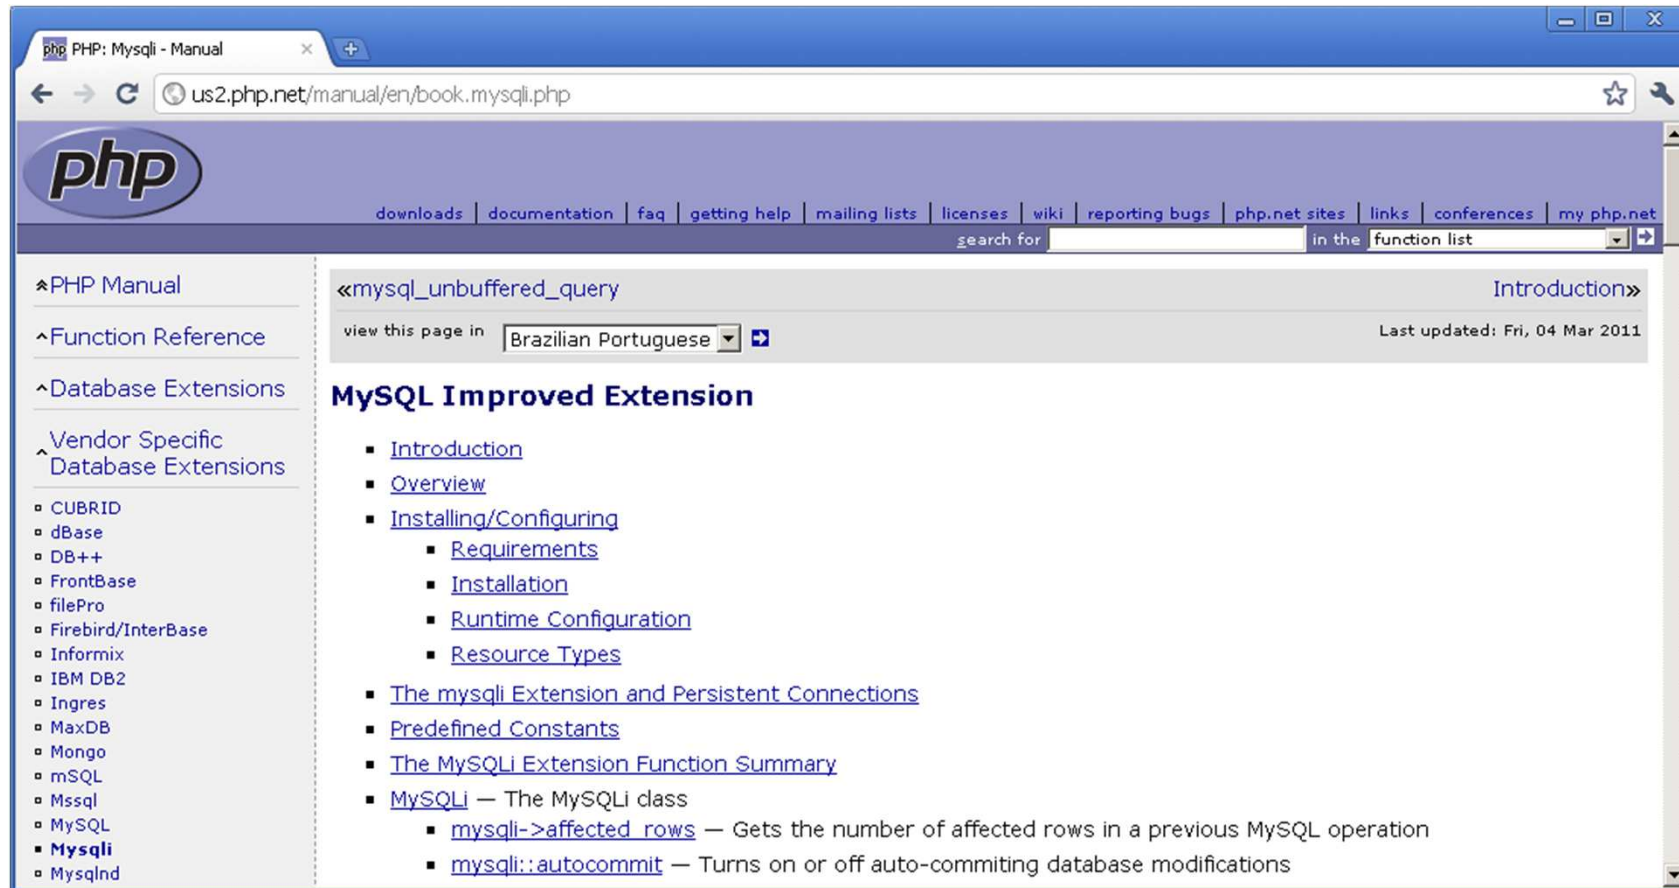 php PHP: Mysqli - Manual
us2.php.net/manual/en/book.mysqli.php
php
downloads | documentation | faq | getting help | mailing lists | licenses | wiki | reporting bugs | php.net sites | links | conferences | my php.net
search for in the function list
PHP Manual
Function Reference
Database Extensions
Vendor Specific
Database Extensions
CUBRID
dBase
DB++
FrontBase
filePro
Firebird/InterBase
Informix
IBM DB2
Ingres
MaxDB
Mongo
mSQL
Mssql
MySQL
Mysqli
Mysqlnd
«mysql_unbuffered_query Introduction»
view this page in Brazilian Portuguese Last updated: Fri, 04 Mar 2011
MySQL Improved Extension
Introduction
Overview
Installing/Configuring
Requirements
Installation
Runtime Configuration
Resource Types
The mysqli Extension and Persistent Connections
Predefined Constants
The MySQLi Extension Function Summary
MySQLi — The MySQLi class
mysqli->affected_rows — Gets the number of affected rows in a previous MySQL operation
mysqli::autocommit — Turns on or off auto-commiting database modifications